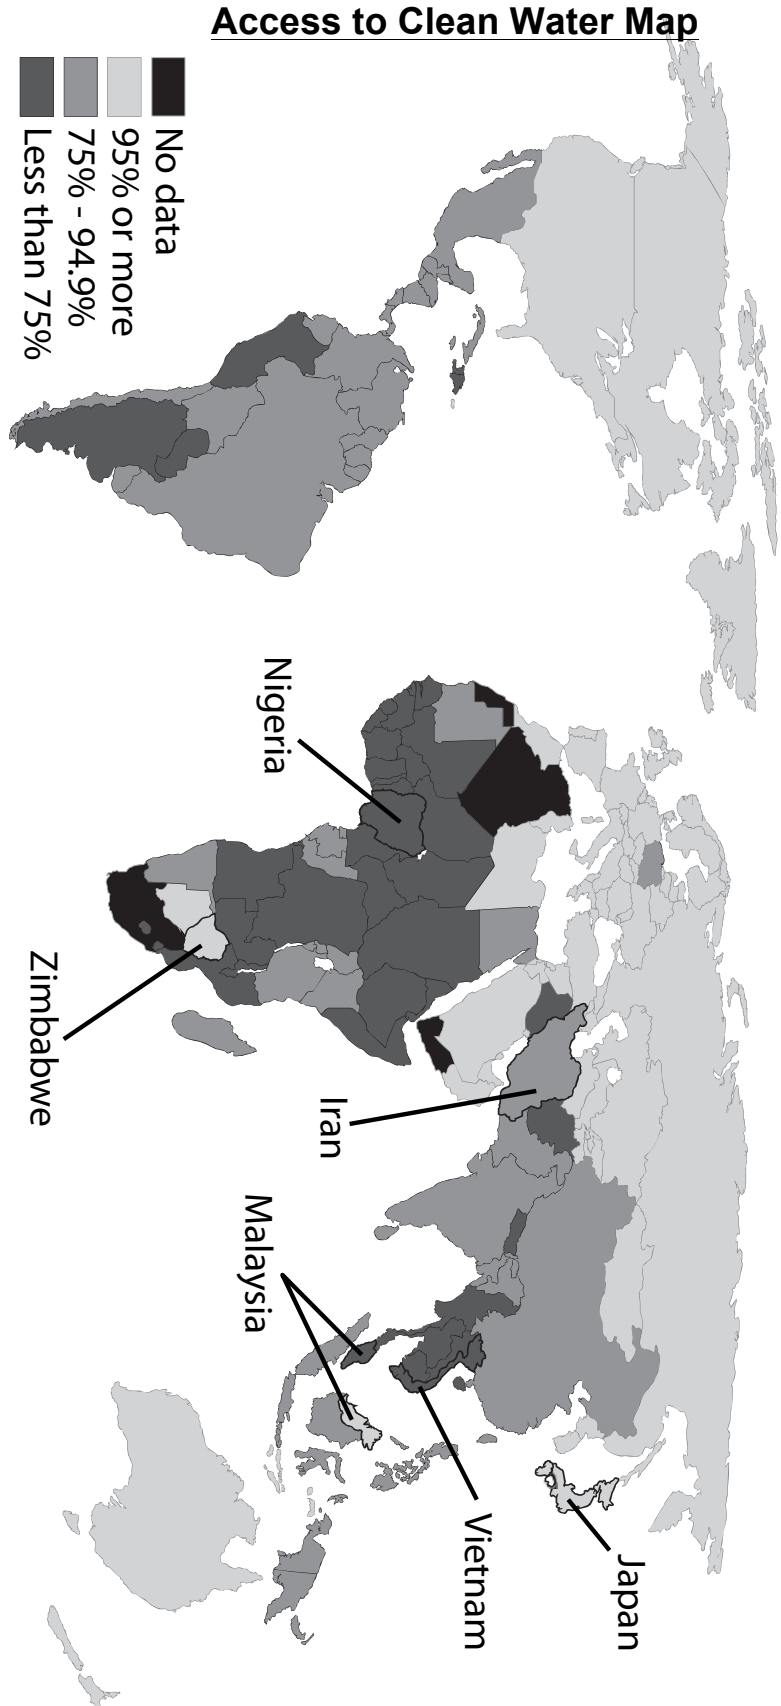 Access to Clean Water Map
No data
95% or more
75% - 94.9%
Less than 75%
Nigeria
Zimbabwe
Iran
Malaysia
Vietnam
Japan